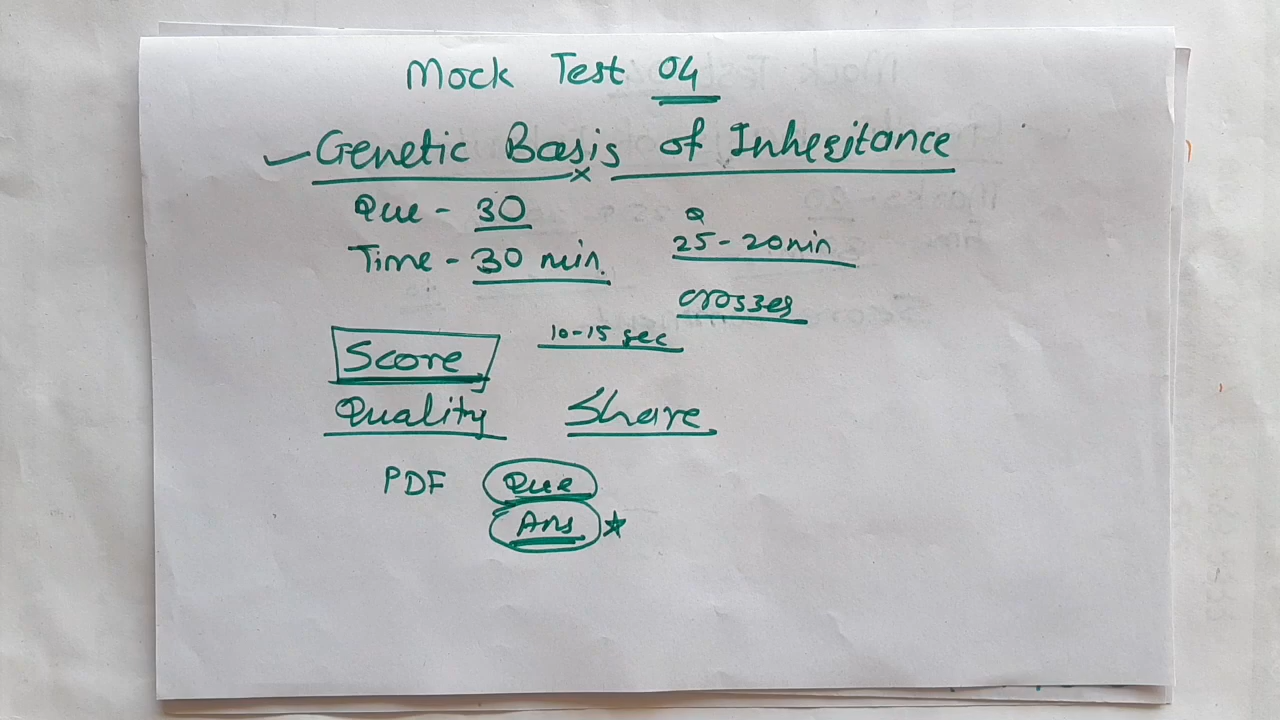 Mock Test 04
Genetic Basis of Inheritance
Que - 30
Time - 30 min.
Q
25 - 20 min
crosses
10-15 sec
Score
Quality Share
PDF Que
Ans